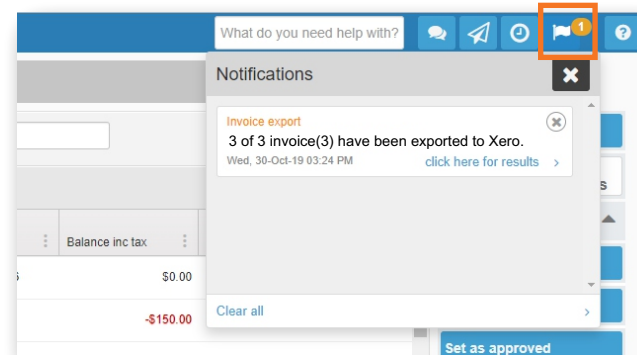 What do you need help with?
1
Notifications
Invoice export
3 of 3 invoice(3) have been exported to Xero.
Wed, 30-Oct-19 03:24 PM
click here for results
Balance inc tax
$0.00
-$150.00
Clear all
Set as approved